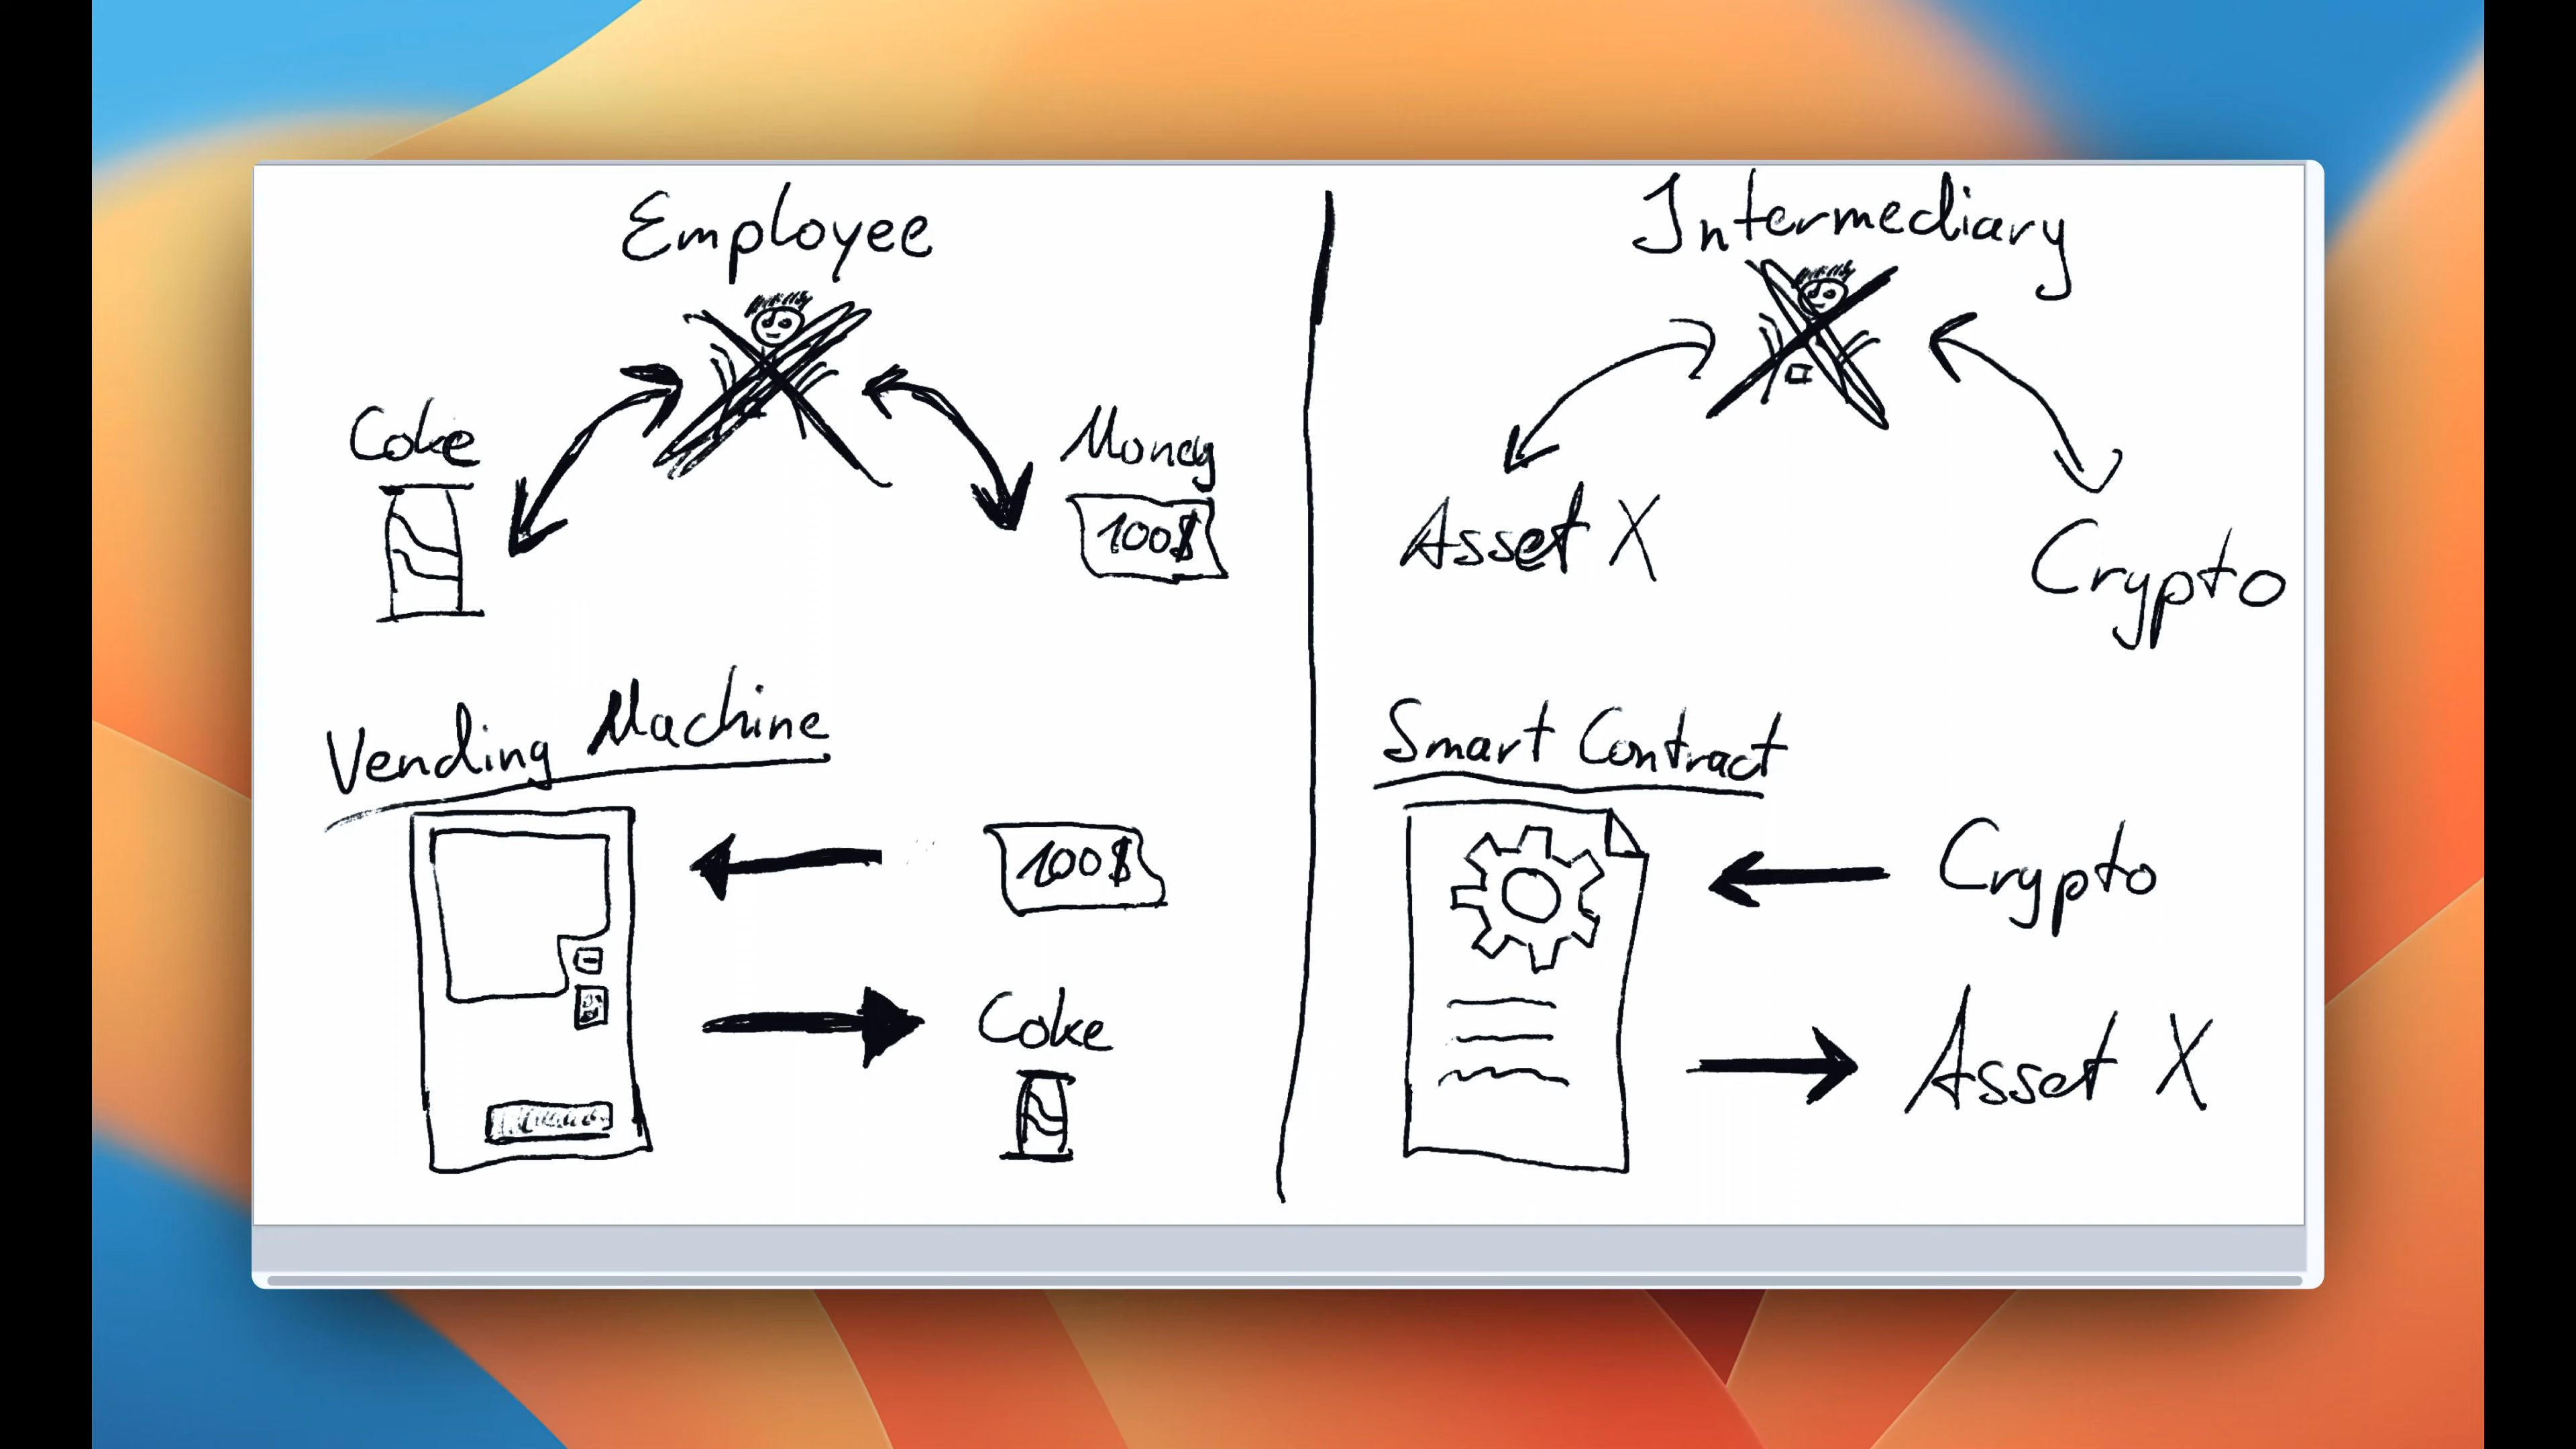 Employee
Coke
Money
100$
Vending Machine
100$
Coke
Intermediary
Asset X
Crypto
Smart Contract
Crypto
Asset X